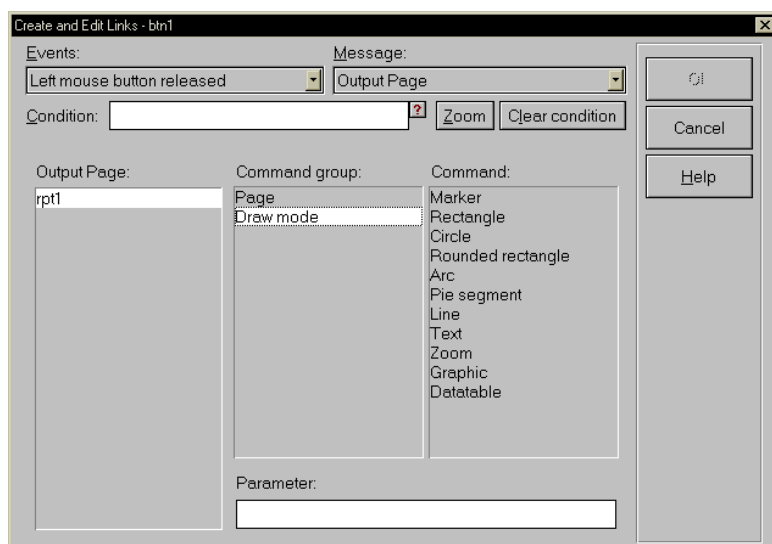 Create and Edit Links - btn1
Events:
Message:
Left mouse button released
Output Page
Condition:
?
Zoom
Clear condition
Cancel
Help
Output Page:
Command group:
Command:
rpt1
Page
Draw mode
Marker
Rectangle
Circle
Rounded rectangle
Arc
Pie segment
Line
Text
Zoom
Graphic
Datatable
Parameter: